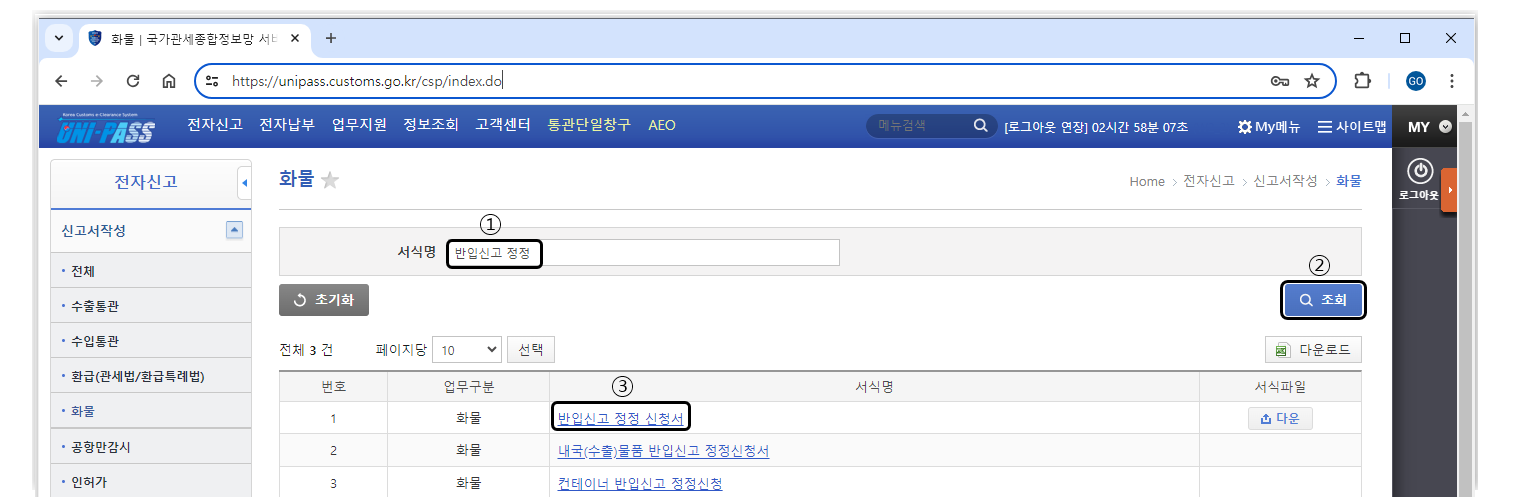 화물 | 국가관세종합정보망 서비
https://unipass.customs.go.kr/csp/index.do
GO
Korea Customs e-Clearance System
UNI-PASS
전자신고 전자납부 업무지원 정보조회 고객센터 통관단일창구 AEO
메뉴검색
[로그아웃 연장] 02시간 58분 07초
My메뉴 사이트맵
MY
로그아웃
전자신고
신고서작성
· 전체
· 수출통관
· 수입통관
· 환급(관세법/환급특례법)
· 화물
· 공항만감시
· 인허가
화물
Home > 전자신고 > 신고서작성 > 화물
①
서식명 반입신고 정정
②
초기화
조회
전체 3 건 페이지당 10 선택
다운로드
③
번호 업무구분 서식명 서식파일
1 화물 반입신고 정정 신청서 다운
2 화물 내국(수출)물품 반입신고 정정신청서
3 화물 컨테이너 반입신고 정정신청